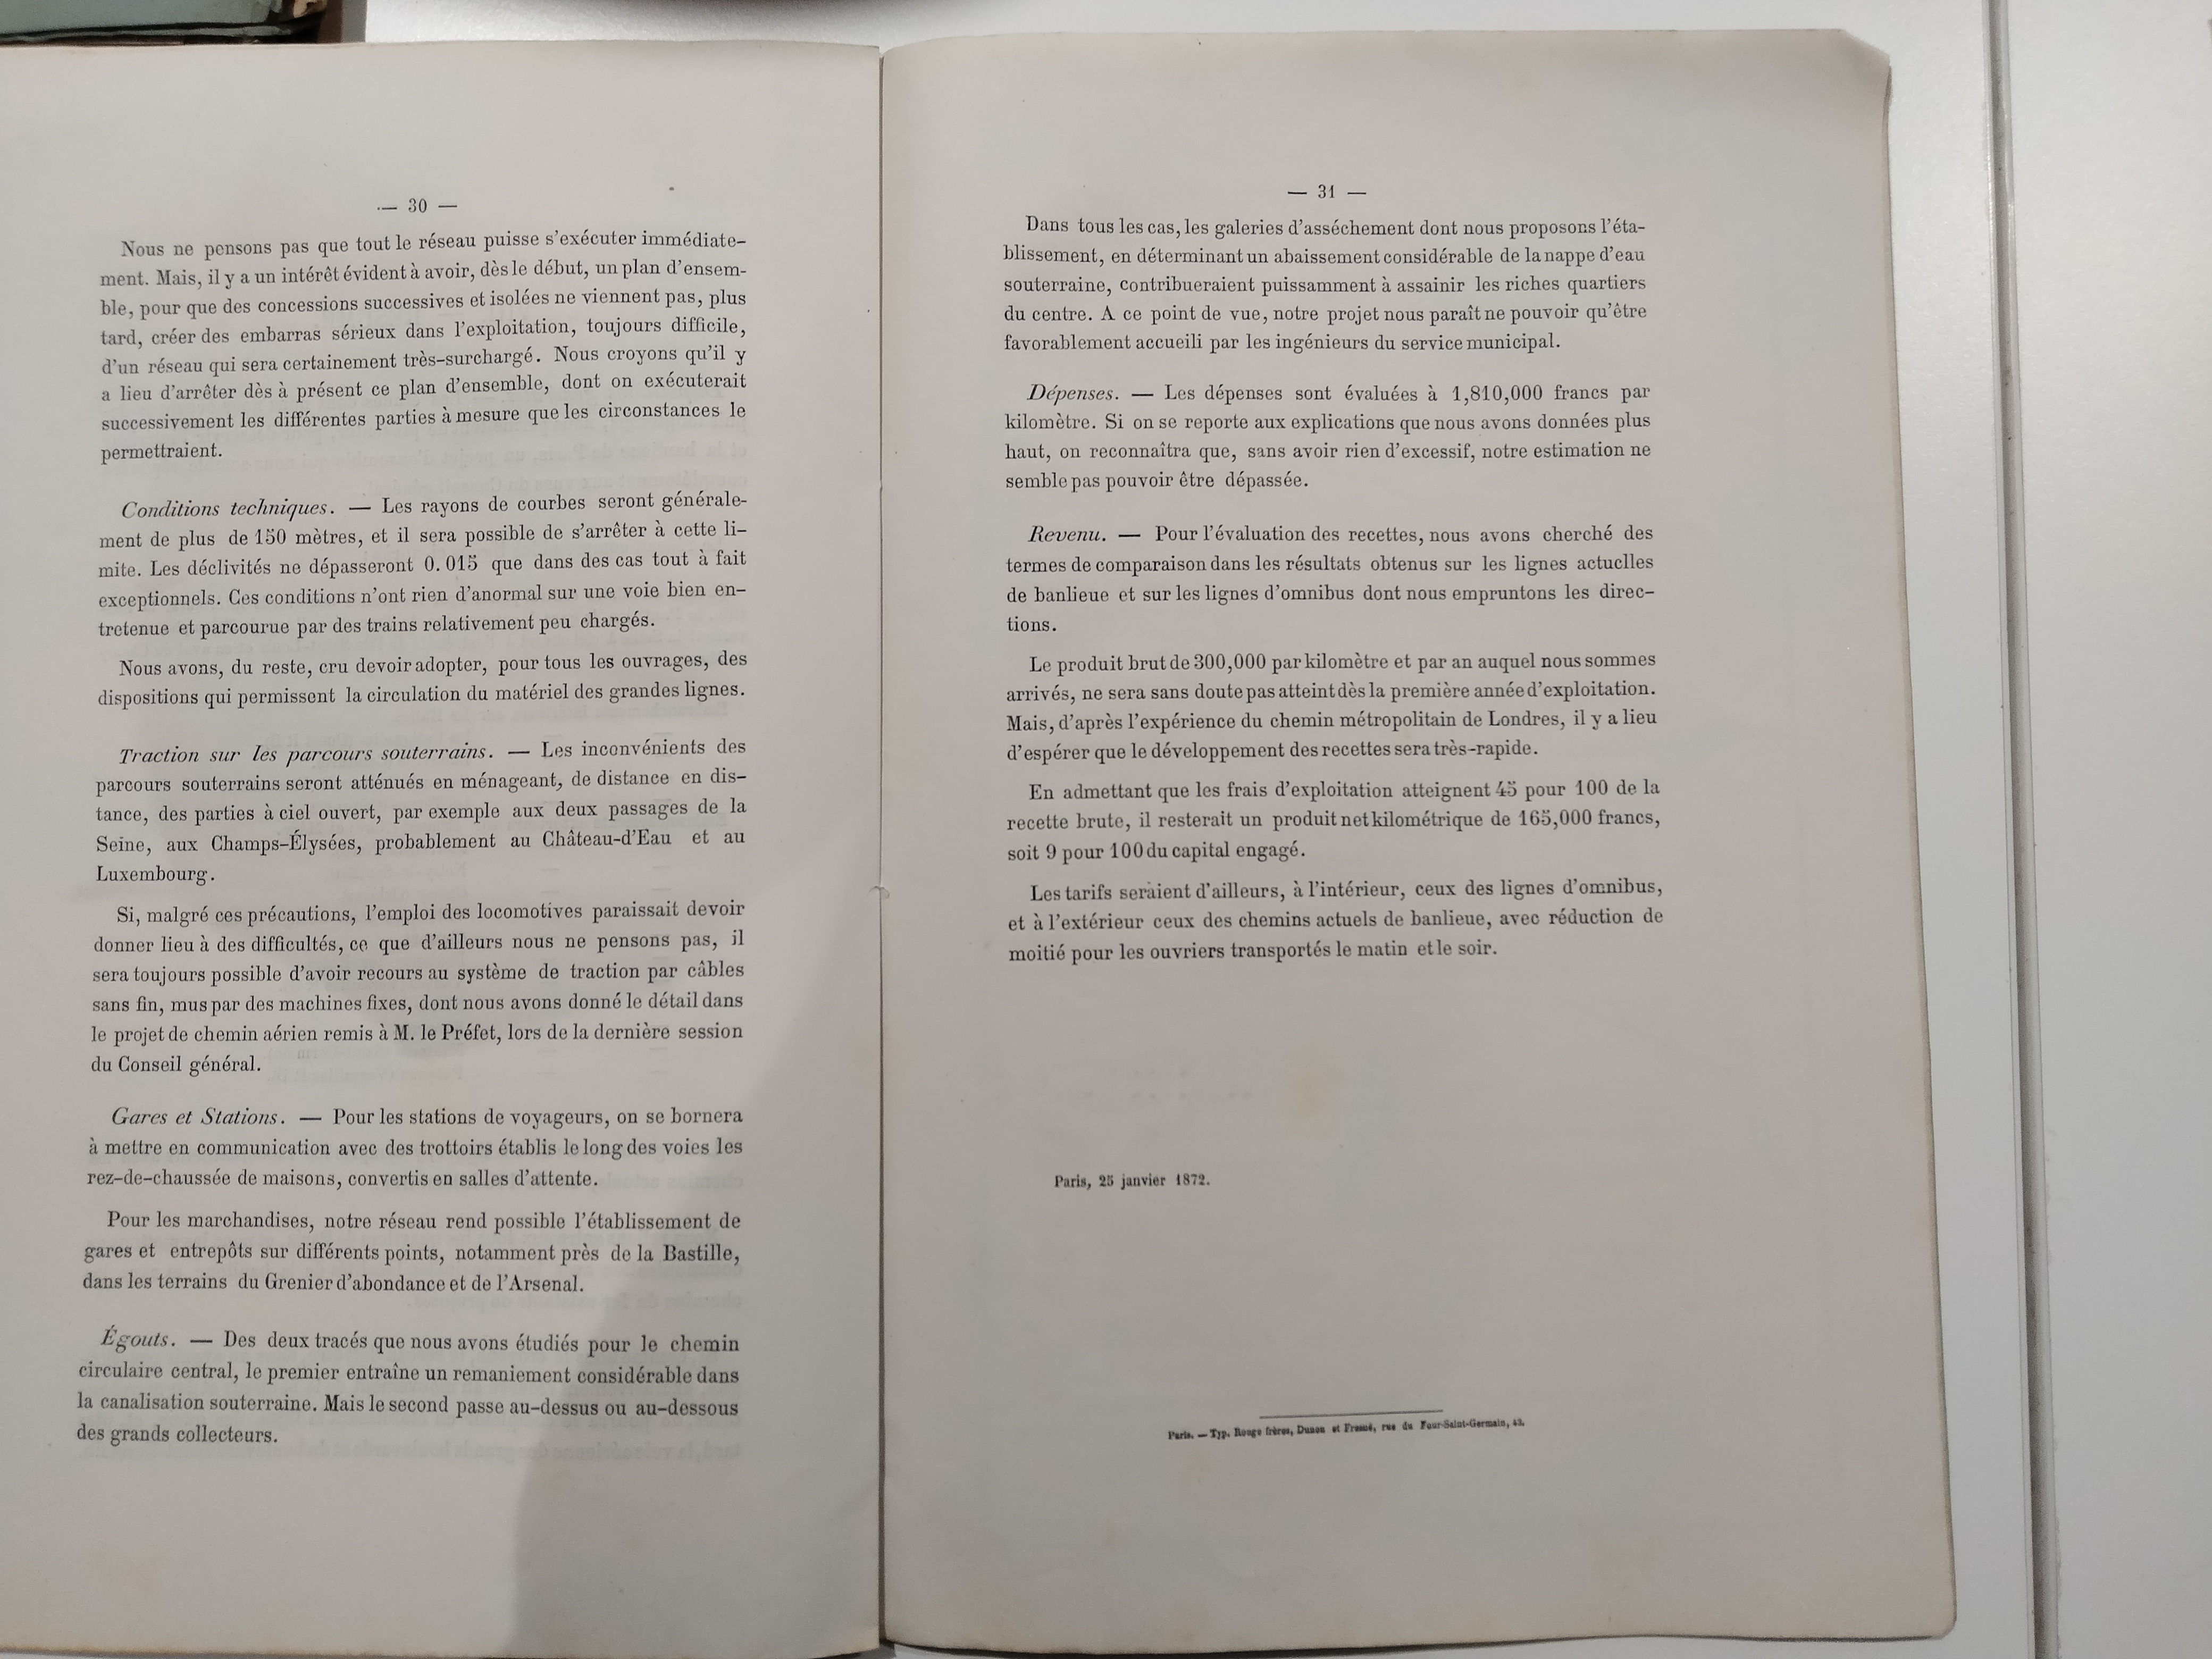 — 30 —
Nous ne pensons pas que tout le réseau puisse s'exécuter immédiate-
ment. Mais, il y a un intérêt évident à avoir, dès le début, un plan d'ensem-
ble, pour que des concessions successives et isolées ne viennent pas, plus
tard, créer des embarras sérieux dans l'exploitation, toujours difficile,
d'un réseau qui sera certainement très-surchargé. Nous croyons qu'il y
a lieu d'arrêter dès à présent ce plan d'ensemble, dont on exécuterait
successivement les différentes parties à mesure que les circonstances le
permettraient.
Conditions techniques. — Les rayons de courbes seront générale-
ment de plus de 150 mètres, et il sera possible de s'arrêter à cette li-
mite. Les déclivités ne dépasseront 0.015 que dans des cas tout à fait
exceptionnels. Ces conditions n'ont rien d'anormal sur une voie bien en-
tretenue et parcourue par des trains relativement peu chargés.
Nous avons, du reste, cru devoir adopter, pour tous les ouvrages, des
dispositions qui permissent la circulation du matériel des grandes lignes.
Traction sur les parcours souterrains. — Les inconvénients des
parcours souterrains seront atténués en ménageant, de distance en dis-
tance, des parties à ciel ouvert, par exemple aux deux passages de la
Seine, aux Champs-Élysées, probablement au Château-d'Eau et au
Luxembourg.
Si, malgré ces précautions, l'emploi des locomotives paraissait devoir
donner lieu à des difficultés, ce que d'ailleurs nous ne pensons pas, il
sera toujours possible d'avoir recours au système de traction par câbles
sans fin, mus par des machines fixes, dont nous avons donné le détail dans
le projet de chemin aérien remis à M. le Préfet, lors de la dernière session
du Conseil général.
Gares et Stations. — Pour les stations de voyageurs, on se bornera
à mettre en communication avec des trottoirs établis le long des voies les
rez-de-chaussée de maisons, convertis en salles d'attente.
Pour les marchandises, notre réseau rend possible l'établissement de
gares et entrepôts sur différents points, notamment près de la Bastille,
dans les terrains du Grenier d'abondance et de l'Arsenal.
Égouts. — Des deux tracés que nous avons étudiés pour le chemin
circulaire central, le premier entraîne un remaniement considérable dans
la canalisation souterraine. Mais le second passe au-dessus ou au-dessous
des grands collecteurs.
— 31 —
Dans tous les cas, les galeries d'asséchement dont nous proposons l'éta-
blissement, en déterminant un abaissement considérable de la nappe d'eau
souterraine, contribueraient puissamment à assainir les riches quartiers
du centre. A ce point de vue, notre projet nous paraît ne pouvoir qu'être
favorablement accueili par les ingénieurs du service municipal.
Dépenses. — Les dépenses sont évaluées à 1,810,000 francs par
kilomètre. Si on se reporte aux explications que nous avons données plus
haut, on reconnaîtra que, sans avoir rien d'excessif, notre estimation ne
semble pas pouvoir être dépassée.
Revenu. — Pour l'évaluation des recettes, nous avons cherché des
termes de comparaison dans les résultats obtenus sur les lignes actuelles
de banlieue et sur les lignes d'omnibus dont nous empruntons les direc-
tions.
Le produit brut de 300,000 par kilomètre et par an auquel nous sommes
arrivés, ne sera sans doute pas atteint dès la première année d'exploitation.
Mais, d'après l'expérience du chemin métropolitain de Londres, il y a lieu
d'espérer que le développement des recettes sera très-rapide.
En admettant que les frais d'exploitation atteignent 45 pour 100 de la
recette brute, il resterait un produit net kilométrique de 165,000 francs,
soit 9 pour 100 du capital engagé.
Les tarifs seraient d'ailleurs, à l'intérieur, ceux des lignes d'omnibus,
et à l'extérieur ceux des chemins actuels de banlieue, avec réduction de
moitié pour les ouvriers transportés le matin et le soir.
Paris, 25 janvier 1872.
Paris. — Typ. Rouge frères, Dunon et Fresné, rue du Four-Saint-Germain, 43.